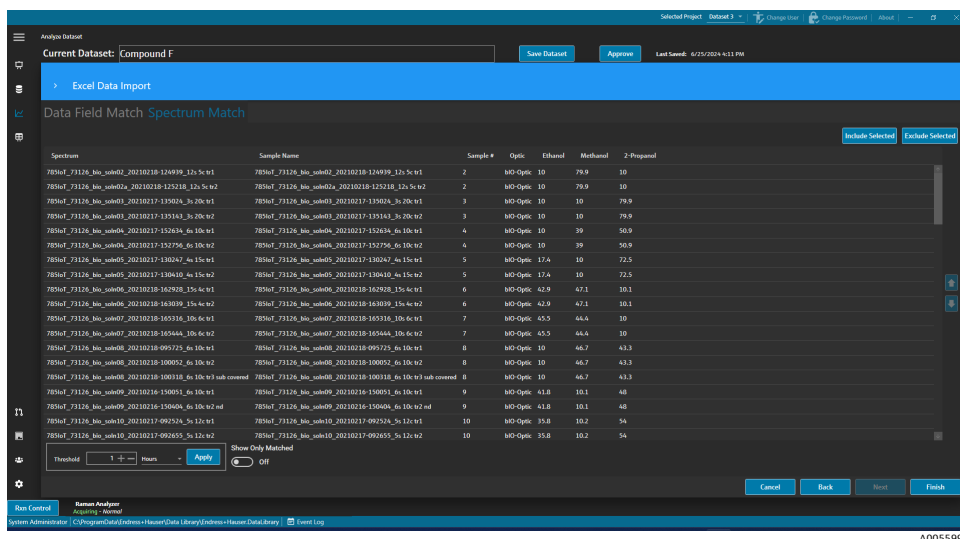 Selected Project Dataset 3 Change User Change Password About
Analyze Dataset
Current Dataset: Compound F Save Dataset Approve Last Saved: 6/25/2024 4:11 PM
> Excel Data Import
Data Field Match Spectrum Match
Include Selected Exclude Selected
Spectrum Sample Name Sample # Optic Ethanol Methanol 2-Propanol
785IoT_73126_bio_soln02_20210218-124939_12s 5c tr1 785IoT_73126_bio_soln02_20210218-124939_12s 5c tr1 2 bIO-Optic 10 79.9 10
785IoT_73126_bio_soln02a_20210218-125218_12s 5c tr2 785IoT_73126_bio_soln02a_20210218-125218_12s 5c tr2 2 bIO-Optic 10 79.9 10
785IoT_73126_bio_soln03_20210217-135024_3s 20c tr1 785IoT_73126_bio_soln03_20210217-135024_3s 20c tr1 3 bIO-Optic 10 10 79.9
785IoT_73126_bio_soln03_20210217-135143_3s 20c tr2 785IoT_73126_bio_soln03_20210217-135143_3s 20c tr2 3 bIO-Optic 10 10 79.9
785IoT_73126_bio_soln04_20210217-152634_6s 10c tr1 785IoT_73126_bio_soln04_20210217-152634_6s 10c tr1 4 bIO-Optic 10 39 50.9
785IoT_73126_bio_soln04_20210217-152756_6s 10c tr2 785IoT_73126_bio_soln04_20210217-152756_6s 10c tr2 4 bIO-Optic 10 39 50.9
785IoT_73126_bio_soln05_20210217-130247_4s 15c tr1 785IoT_73126_bio_soln05_20210217-130247_4s 15c tr1 5 bIO-Optic 17.4 10 72.5
785IoT_73126_bio_soln05_20210217-130410_4s 15c tr2 785IoT_73126_bio_soln05_20210217-130410_4s 15c tr2 5 bIO-Optic 17.4 10 72.5
785IoT_73126_bio_soln06_20210218-162928_15s 4c tr1 785IoT_73126_bio_soln06_20210218-162928_15s 4c tr1 6 bIO-Optic 42.9 47.1 10.1
785IoT_73126_bio_soln06_20210218-163039_15s 4c tr2 785IoT_73126_bio_soln06_20210218-163039_15s 4c tr2 6 bIO-Optic 42.9 47.1 10.1
785IoT_73126_bio_soln07_20210218-165316_10s 6c tr1 785IoT_73126_bio_soln07_20210218-165316_10s 6c tr1 7 bIO-Optic 45.5 44.4 10
785IoT_73126_bio_soln07_20210218-165444_10s 6c tr2 785IoT_73126_bio_soln07_20210218-165444_10s 6c tr2 7 bIO-Optic 45.5 44.4 10
785IoT_73126_bio_soln08_20210218-095725_6s 10c tr1 785IoT_73126_bio_soln08_20210218-095725_6s 10c tr1 8 bIO-Optic 10 46.7 43.3
785IoT_73126_bio_soln08_20210218-100052_6s 10c tr2 785IoT_73126_bio_soln08_20210218-100052_6s 10c tr2 8 bIO-Optic 10 46.7 43.3
785IoT_73126_bio_soln08_20210218-100318_6s 10c tr3 sub covered 785IoT_73126_bio_soln08_20210218-100318_6s 10c tr3 sub covered 8 bIO-Optic 10 46.7 43.3
785IoT_73126_bio_soln09_20210216-150051_6s 10c tr1 785IoT_73126_bio_soln09_20210216-150051_6s 10c tr1 9 bIO-Optic 41.8 10.1 48
785IoT_73126_bio_soln09_20210216-150404_6s 10c tr2 nd 785IoT_73126_bio_soln09_20210216-150404_6s 10c tr2 nd 9 bIO-Optic 41.8 10.1 48
785IoT_73126_bio_soln10_20210217-092524_5s 12c tr1 785IoT_73126_bio_soln10_20210217-092524_5s 12c tr1 10 bIO-Optic 35.8 10.2 54
785IoT_73126_bio_soln10_20210217-092655_5s 12c tr2 785IoT_73126_bio_soln10_20210217-092655_5s 12c tr2 10 bIO-Optic 35.8 10.2 54
Show Only Matched
Threshold 1 + — Hours Apply Off
Cancel Back Next Finish
Rxn Control Raman Analyzer
Acquiring - Normal
System Administrator C:\ProgramData\Endress+Hauser\Data Library\Endress+Hauser.DataLibrary Event Log